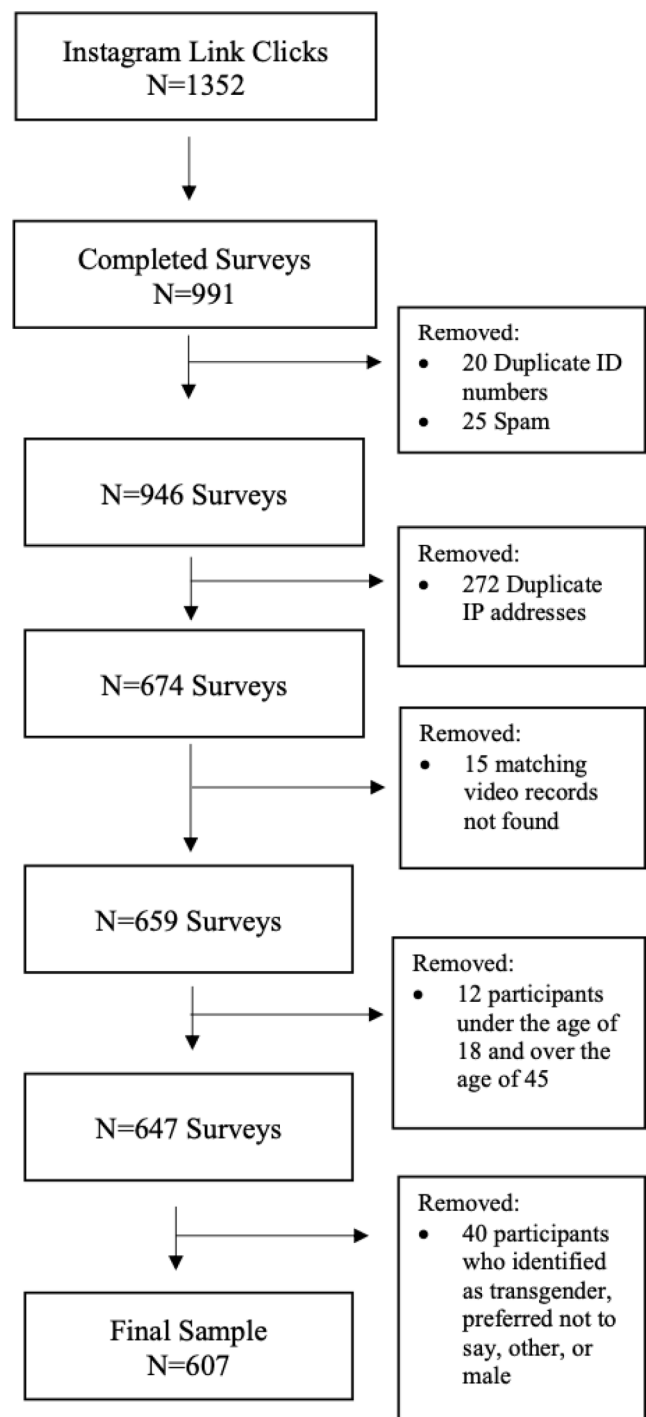 Instagram Link Clicks
N=1352
Completed Surveys
N=991
Removed:
• 20 Duplicate ID
numbers
• 25 Spam
N=946 Surveys
Removed:
• 272 Duplicate
IP addresses
N=674 Surveys
Removed:
• 15 matching
video records
not found
N=659 Surveys
Removed:
• 12 participants
under the age of
18 and over the
age of 45
N=647 Surveys
Removed:
• 40 participants
who identified
as transgender,
preferred not to
say, other, or
male
Final Sample
N=607